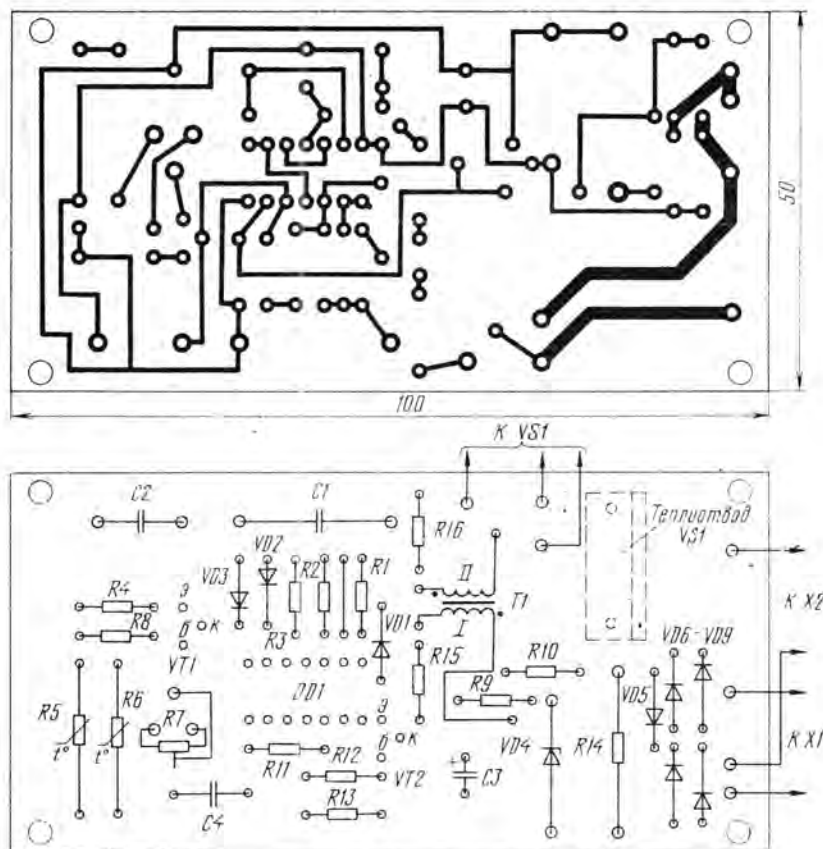 50
100
К VS1
C2
C1
R16
Теплоотвод
VS1
VD2
VD3
R2
R1
R4
Э
R8
Б
К
R3
VD1
II
T1
I
К X2
VT1
DD1
R15
R10
VD6-VD9
R5
t°
R6
t°
R7
Э
R9
VD5
Б
К
VD4
R14
К X1
R11
R12
VT2
+
C3
C4
R13